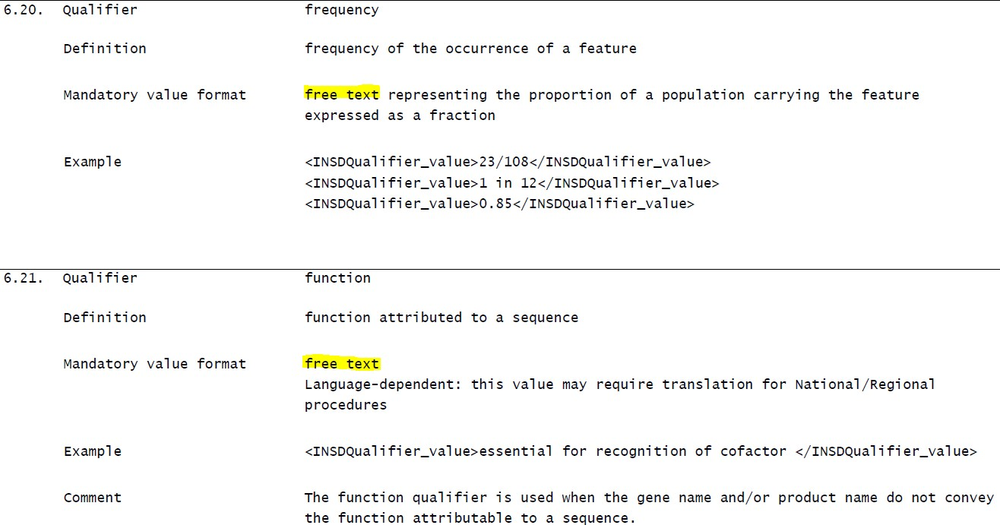 6.20. Qualifier frequency
Definition frequency of the occurrence of a feature
Mandatory value format free text representing the proportion of a population carrying the feature
expressed as a fraction
Example <INSDQualifier_value>23/108</INSDQualifier_value>
<INSDQualifier_value>1 in 12</INSDQualifier_value>
<INSDQualifier_value>0.85</INSDQualifier_value>
6.21. Qualifier function
Definition function attributed to a sequence
Mandatory value format free text
Language-dependent: this value may require translation for National/Regional
procedures
Example <INSDQualifier_value>essential for recognition of cofactor </INSDQualifier_value>
Comment The function qualifier is used when the gene name and/or product name do not convey
the function attributable to a sequence.